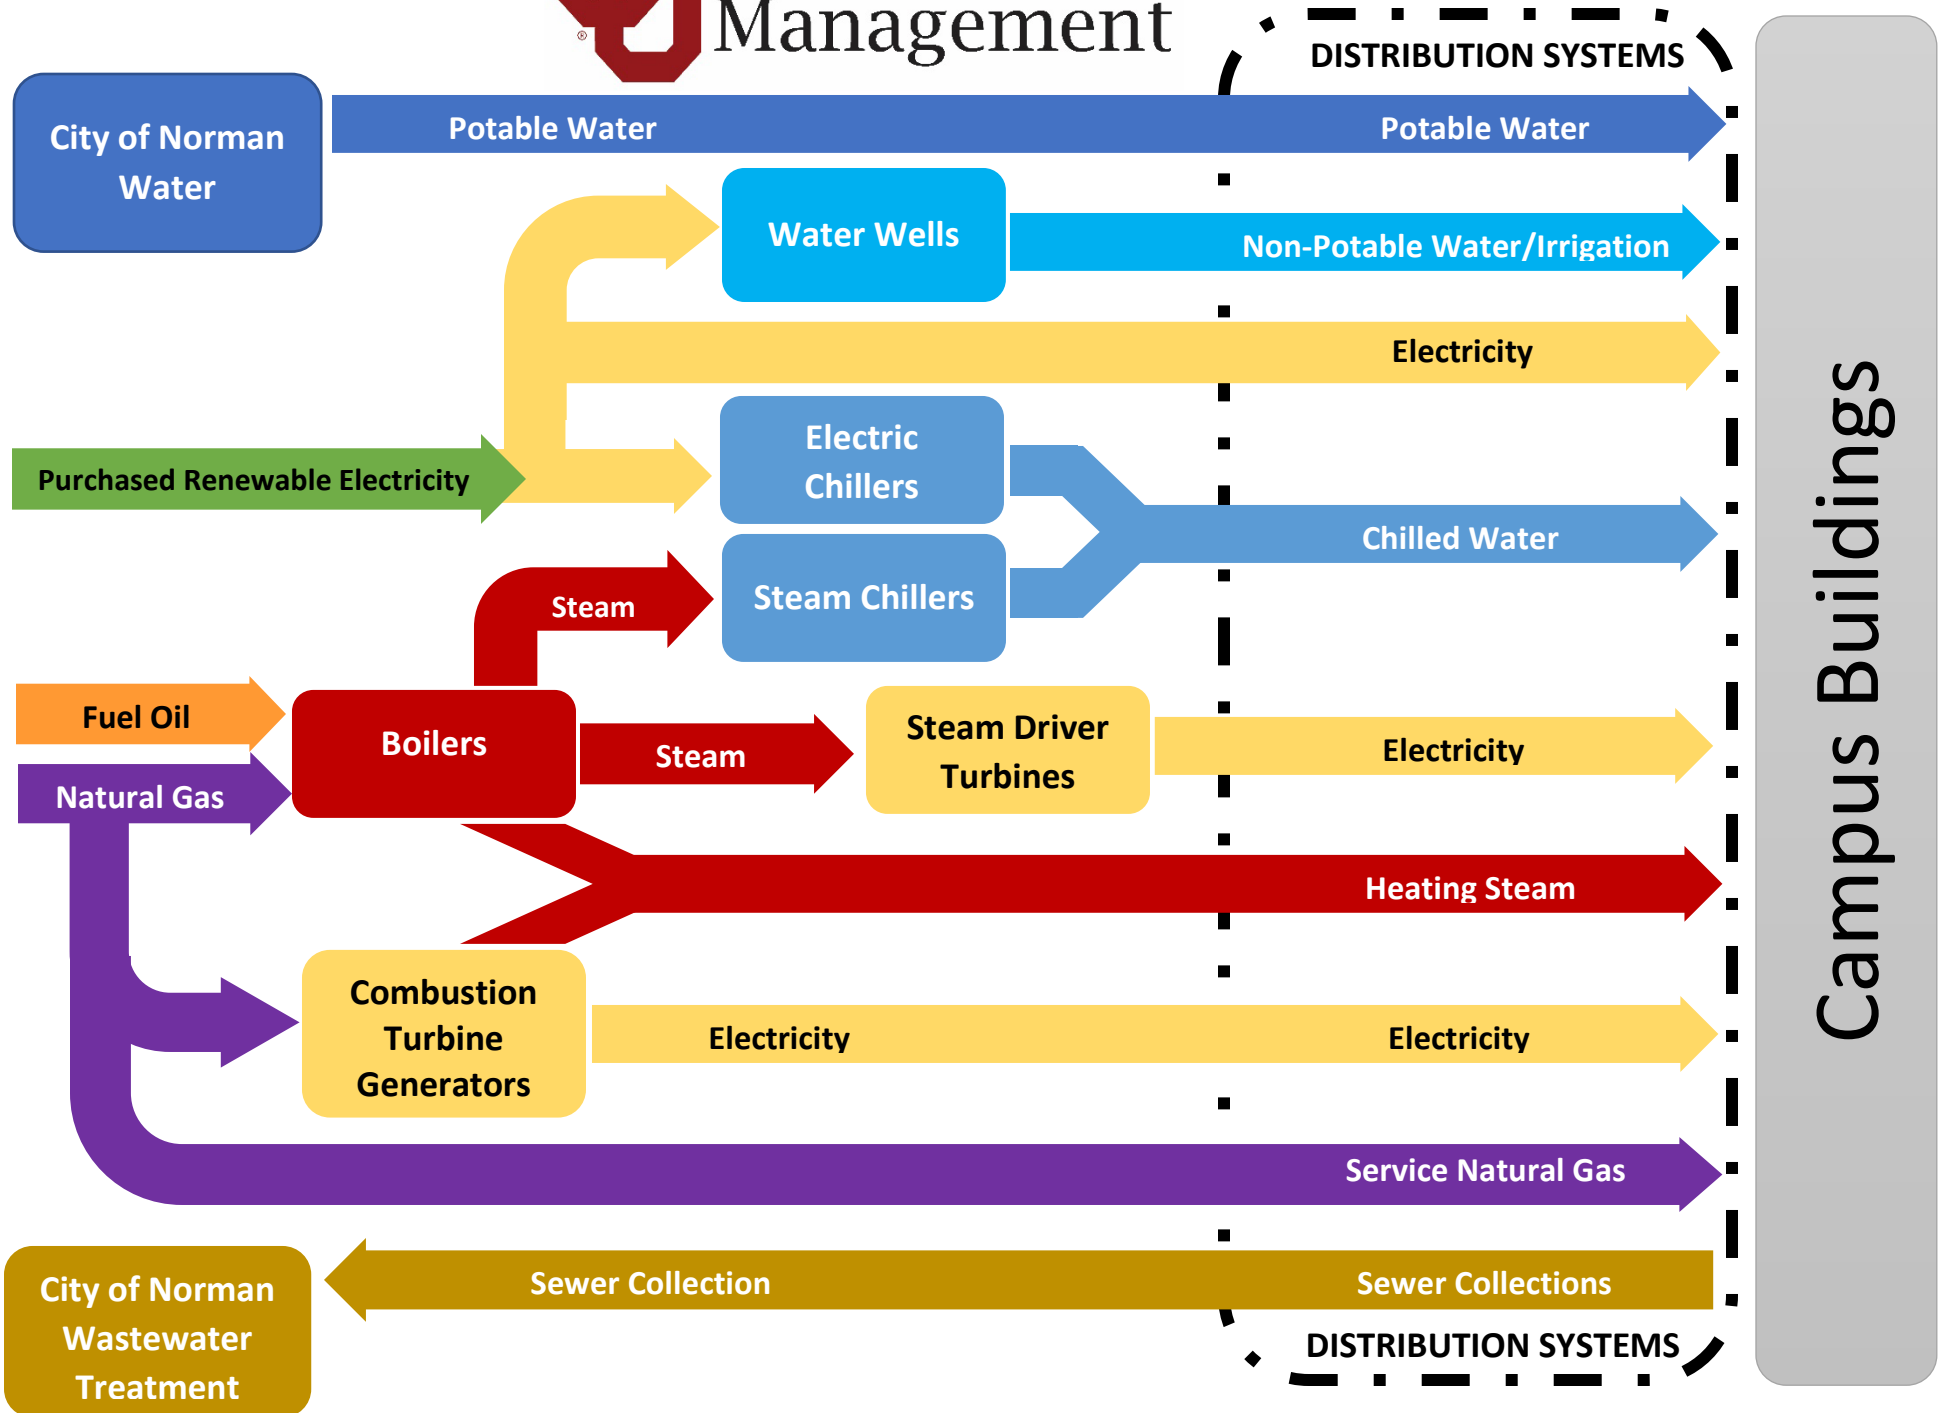 Management
®
DISTRIBUTION SYSTEMS
City of Norman
Water
Potable Water
Potable Water
Water Wells
Non-Potable Water/Irrigation
Electricity
Purchased Renewable Electricity
Electric
Chillers
Chilled Water
Steam
Steam Chillers
Fuel Oil
Natural Gas
Boilers
Steam
Steam Driver
Turbines
Electricity
Heating Steam
Combustion
Turbine
Generators
Electricity
Electricity
Service Natural Gas
City of Norman
Wastewater
Treatment
Sewer Collection
Sewer Collections
DISTRIBUTION SYSTEMS
Campus Buildings